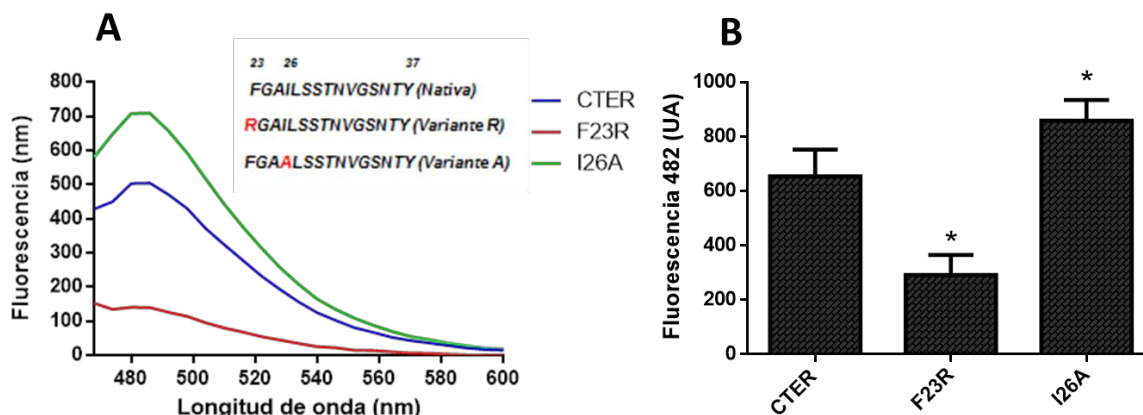 A
800
700
600
500
400
300
200
100
0
Fluorescencia (nm)
480
500
520
540
560
580
600
Longitud de onda (nm)
23 26 37
FGAILSSTNVGSNTY (Nativa)
RGAILSSTNVGSNTY (Variante R)
FGAALSSTNVGSNTY (Variante A)
CTER
F23R
I26A
B
1000
800
600
400
200
0
Fluorescencia 482 (UA)
*
*
CTER
F23R
I26A